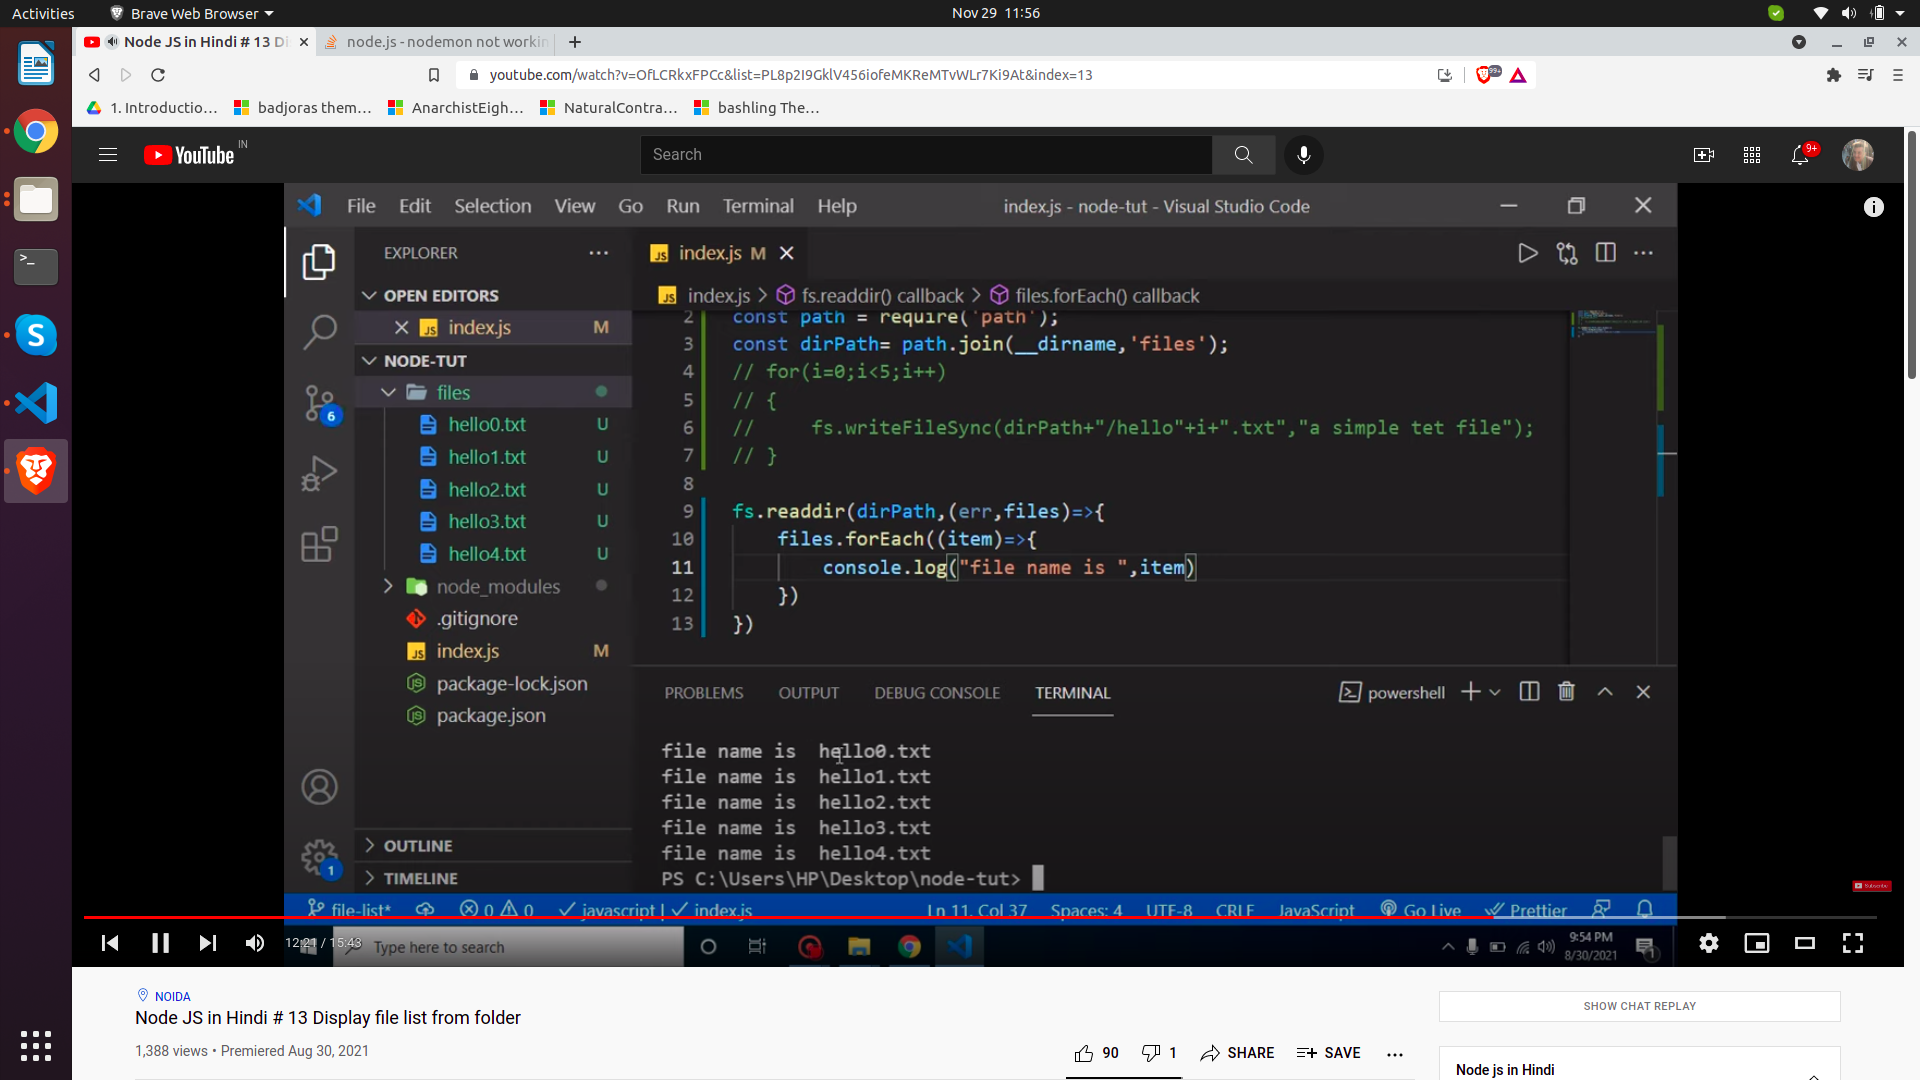 Activities
Brave Web Browser
Nov 29 11:56
Node JS in Hindi # 13 Di
node.js - nodemon not workin
youtube.com/watch?v=OfLCRkxFPCc&list=PL8p2I9GklV456iofeMKReMTvWLr7Ki9At&index=13
99+
1. Introductio...
badjoras them...
AnarchistEigh...
NaturalContra...
bashling The...
YouTube IN
Search
9+
File Edit Selection View Go Run Terminal Help
index.js - node-tut - Visual Studio Code
EXPLORER
index.js M
OPEN EDITORS
index.js > fs.readdir() callback > files.forEach() callback
index.js M
NODE-TUT
files
hello0.txt U
hello1.txt U
hello2.txt U
hello3.txt U
hello4.txt U
node_modules
.gitignore
index.js M
package-lock.json
package.json
OUTLINE
TIMELINE
6
1
2 const path = require('path');
3 const dirPath= path.join(__dirname,'files');
4 // for(i=0;i<5;i++)
5 // {
6 //     fs.writeFileSync(dirPath+"/hello"+i+".txt","a simple tet file");
7 // }
8
9 fs.readdir(dirPath,(err,files)=>{
10     files.forEach((item)=>{
11         console.log("file name is ",item)
12     })
13 })
PROBLEMS OUTPUT DEBUG CONSOLE TERMINAL
powershell
file name is  hello0.txt
file name is  hello1.txt
file name is  hello2.txt
file name is  hello3.txt
file name is  hello4.txt
PS C:\Users\HP\Desktop\node-tut>
Subscribe
file-list* 0 0 javascript | index.js Ln 11, Col 37 Spaces: 4 UTF-8 CRLF JavaScript Go Live Prettier
12:21 / 15:43
Type here to search
9:54 PM
8/30/2021
1
NOIDA
Node JS in Hindi # 13 Display file list from folder
1,388 views • Premiered Aug 30, 2021
90 1 SHARE SAVE
SHOW CHAT REPLAY
Node js in Hindi